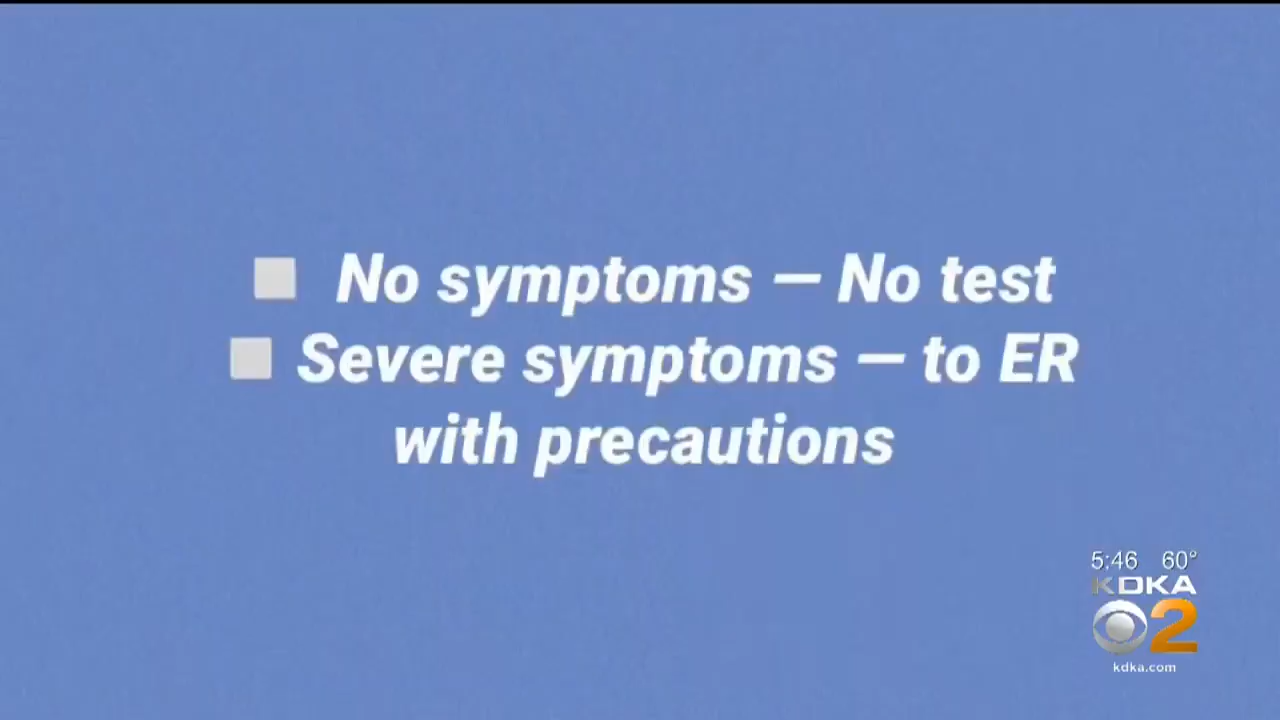 No symptoms — No test
Severe symptoms — to ER
with precautions
5:46 60°
KDKA
2
kdka.com